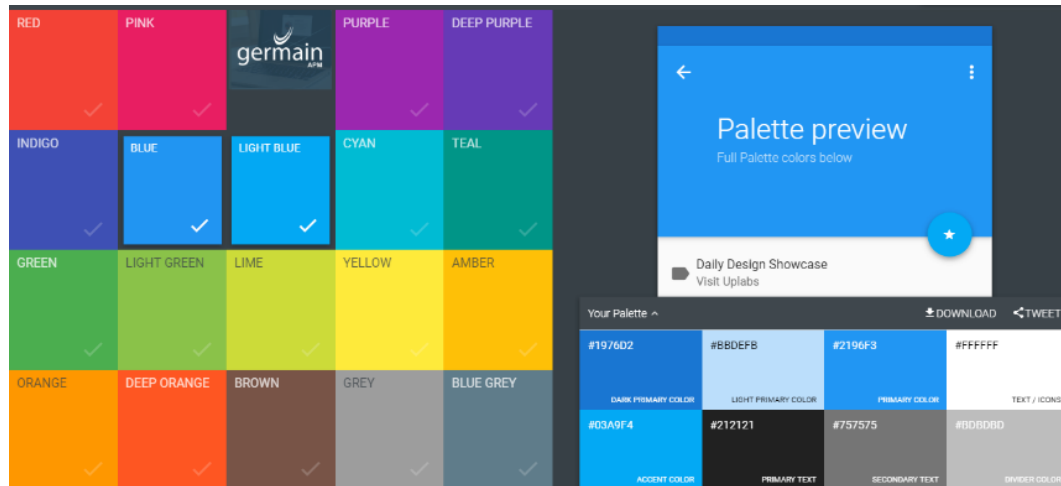 RED
PINK
germain
APM
PURPLE
DEEP PURPLE
INDIGO
BLUE
LIGHT BLUE
CYAN
TEAL
GREEN
LIGHT GREEN
LIME
YELLOW
AMBER
ORANGE
DEEP ORANGE
BROWN
GREY
BLUE GREY
Palette preview
Full Palette colors below
Daily Design Showcase
Visit Uplabs
Your Palette
DOWNLOAD
TWEET
#1976D2
DARK PRIMARY COLOR
#BBDEFB
LIGHT PRIMARY COLOR
#2196F3
PRIMARY COLOR
#FFFFFF
TEXT / ICONS
#03A9F4
ACCENT COLOR
#212121
PRIMARY TEXT
#757575
SECONDARY TEXT
#BDBDBD
DIVIDER COLOR